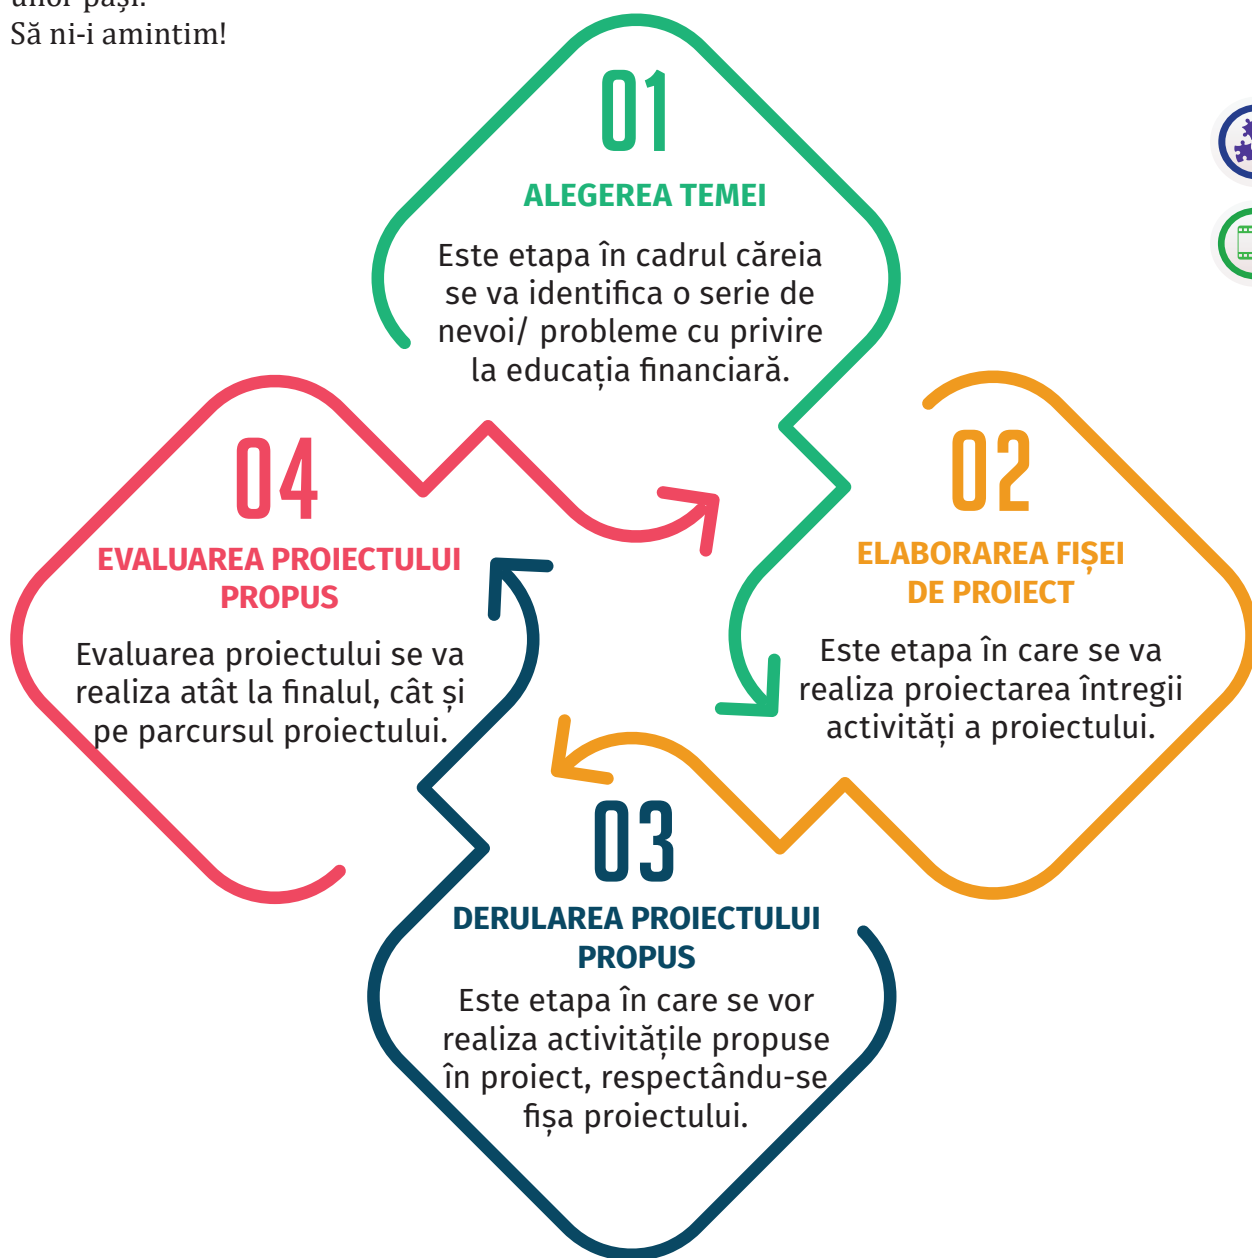 unor pași.
Să ni-i amintim!
01
ALEGEREA TEMEI
Este etapa în cadrul căreia
se va identifica o serie de
nevoi/ probleme cu privire
la educația financiară.
02
ELABORAREA FIȘEI
DE PROIECT
Este etapa în care se va
realiza proiectarea întregii
activități a proiectului.
03
DERULAREA PROIECTULUI
PROPUS
Este etapa în care se vor
realiza activitățile propuse
în proiect, respectându-se
fișa proiectului.
04
EVALUAREA PROIECTULUI
PROPUS
Evaluarea proiectului se va
realiza atât la finalul, cât și
pe parcursul proiectului.